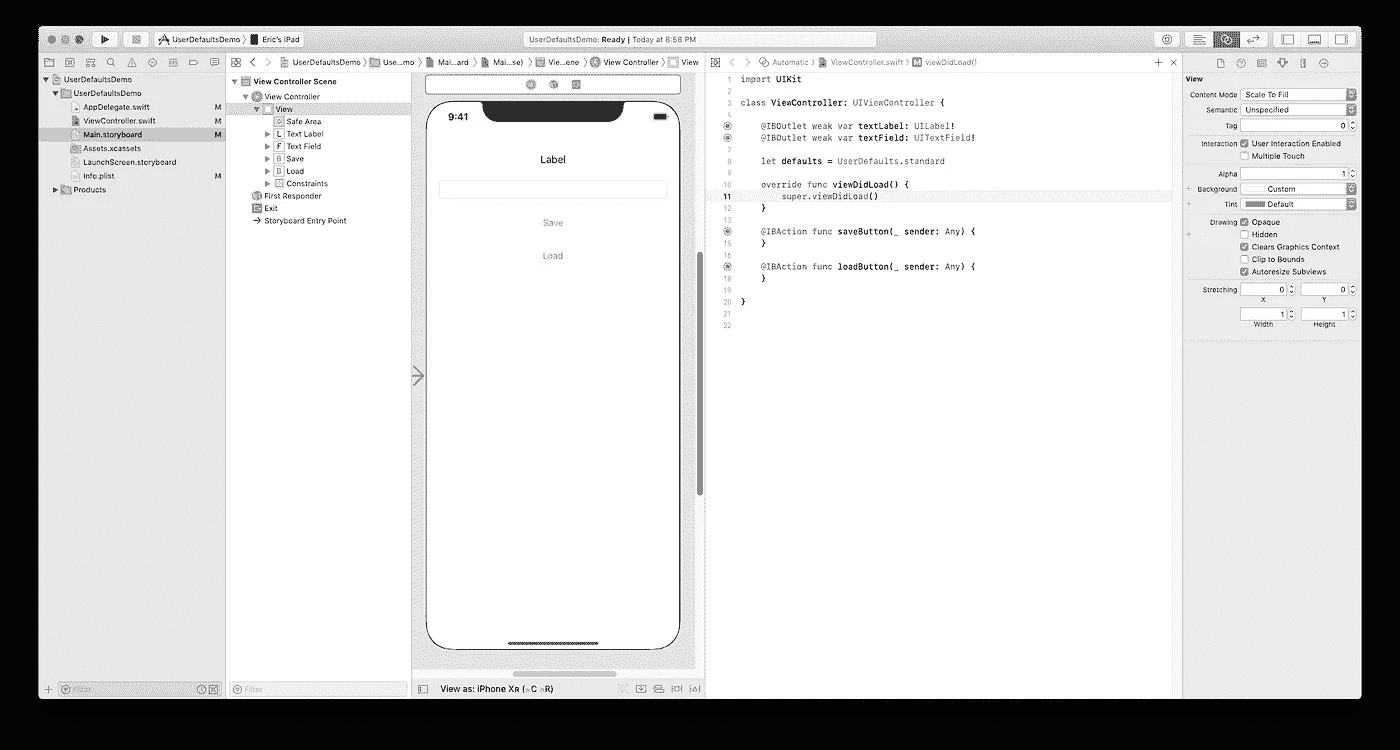 UserDefaultsDemo 〉 Eric's iPad
UserDefaultsDemo: Ready | Today at 8:58 PM
UserDefaultsDemo
UserDefaultsDemo
AppDelegate.swift M
ViewController.swift M
Main.storyboard M
Assets.xcassets
LaunchScreen.storyboard
Info.plist M
Products
Filter
UserDefaultsDemo 〉 Use...mo 〉 Mai...ard 〉 Mai...se) 〉 Vie...ene 〉 View Controller 〉 View
View Controller Scene
View Controller
View
Safe Area
L Text Label
F Text Field
B Save
B Load
Constraints
First Responder
Exit
Storyboard Entry Point
Filter
9:41
Label
Save
Load
View as: iPhone XR (wC hR)
Automatic 〉 ViewController.swift 〉 M viewDidLoad()
1 import UIKit
2
3 class ViewController: UIViewController {
@IBOutlet weak var textLabel: UILabel!
@IBOutlet weak var textField: UITextField!
7
8 let defaults = UserDefaults.standard
9
10 override func viewDidLoad() {
11 super.viewDidLoad()
12 }
13
@IBAction func saveButton(_ sender: Any) {
15 }
16
@IBAction func loadButton(_ sender: Any) {
18 }
19
20 }
21
22
View
Content Mode Scale To Fill
Semantic Unspecified
Tag 0
Interaction User Interaction Enabled
Multiple Touch
Alpha 1
Background Custom
Tint Default
Drawing Opaque
Hidden
Clears Graphics Context
Clip to Bounds
Autoresize Subviews
Stretching 0 0
X Y
1 1
Width Height